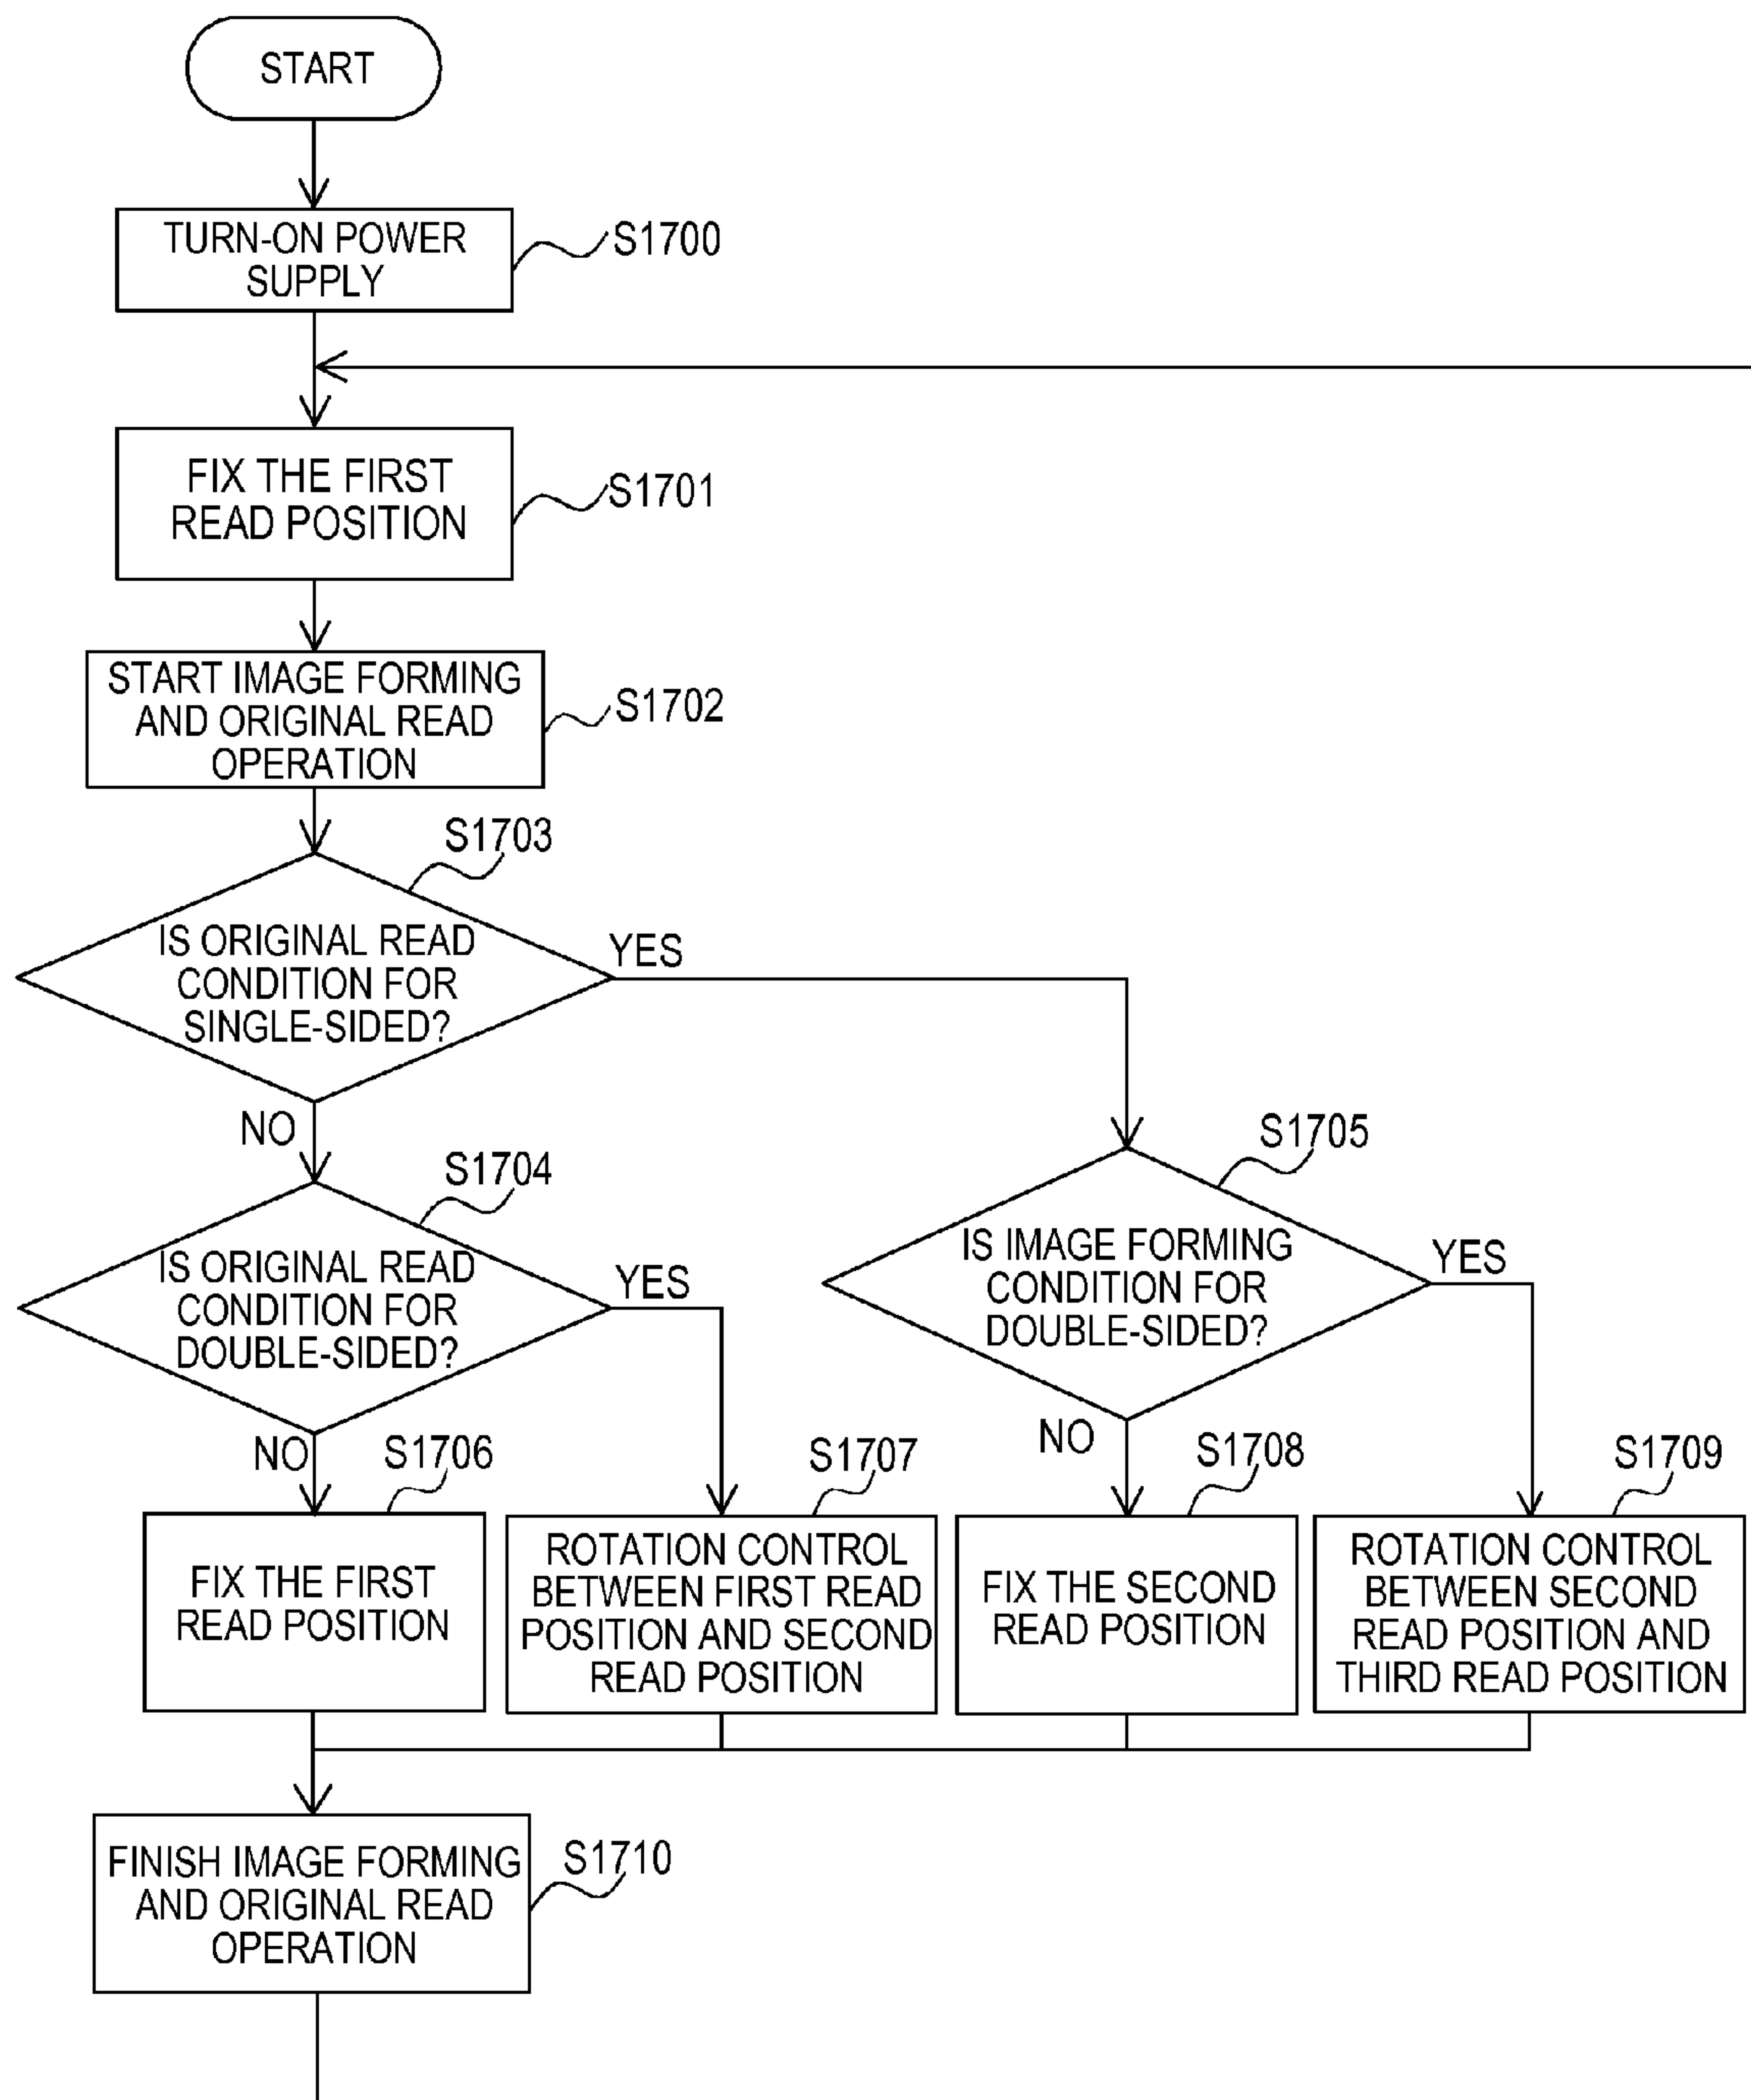 START
TURN-ON POWER
SUPPLY
S1700
FIX THE FIRST
READ POSITION
S1701
START IMAGE FORMING
AND ORIGINAL READ
OPERATION
S1702
S1703
IS ORIGINAL READ
CONDITION FOR
SINGLE-SIDED?
YES
NO
S1704
IS ORIGINAL READ
CONDITION FOR
DOUBLE-SIDED?
YES
NO
S1705
IS IMAGE FORMING
CONDITION FOR
DOUBLE-SIDED?
YES
NO
S1706
FIX THE FIRST
READ POSITION
S1707
ROTATION CONTROL
BETWEEN FIRST READ
POSITION AND SECOND
READ POSITION
S1708
FIX THE SECOND
READ POSITION
S1709
ROTATION CONTROL
BETWEEN SECOND
READ POSITION AND
THIRD READ POSITION
FINISH IMAGE FORMING
AND ORIGINAL READ
OPERATION
S1710